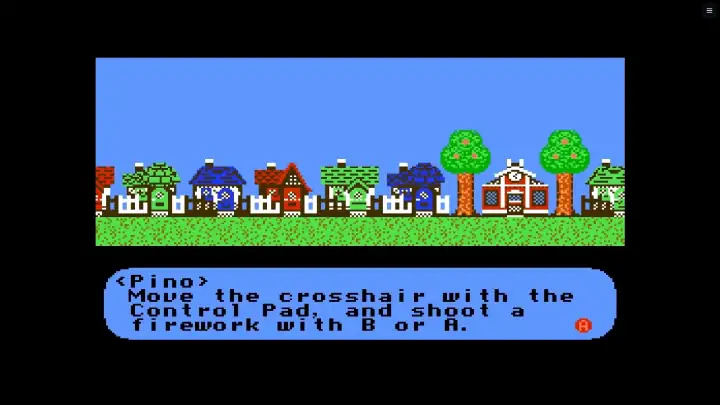 <Pino>
Move the crosshair with the
Control Pad, and shoot a
firework with B or A.
A